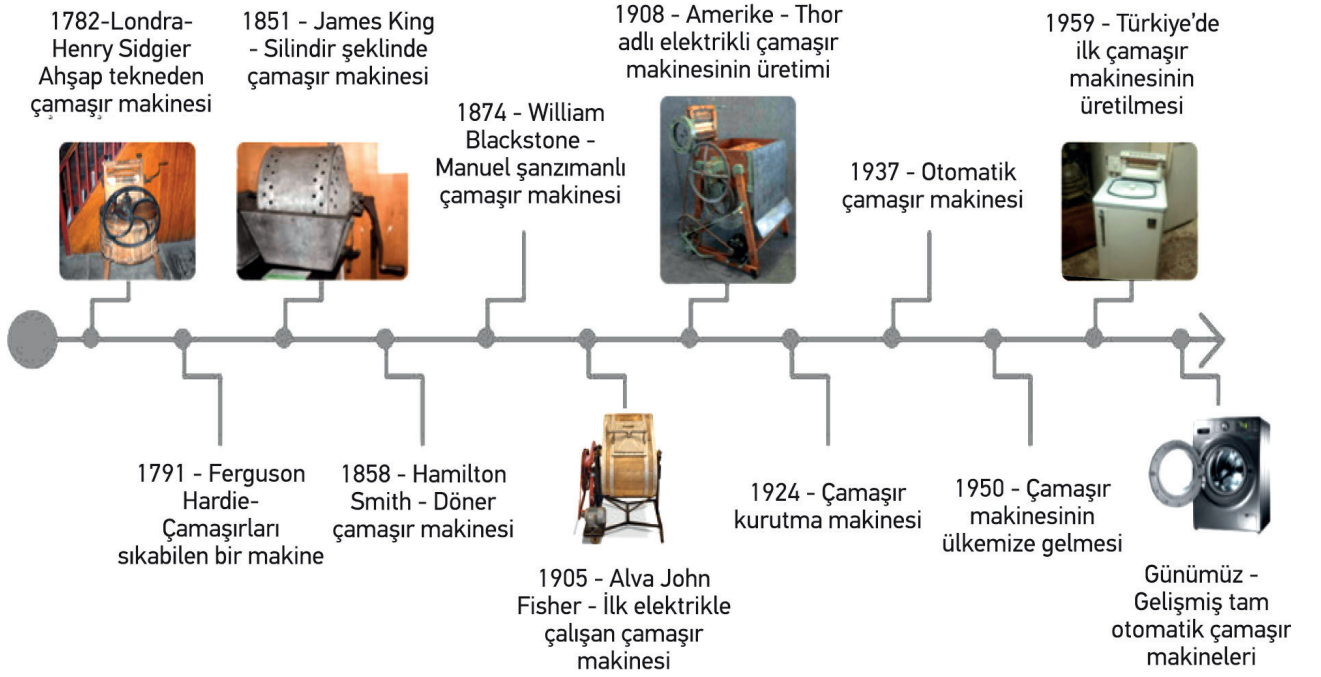 1782-Londra-
Henry Sidgier
Ahşap tekneden
çamaşır makinesi
1791 - Ferguson
Hardie-
Çamaşırları
sıkabilen bir makine
1851 - James King
- Silindir şeklinde
çamaşır makinesi
1858 - Hamilton
Smith - Döner
çamaşır makinesi
1874 - William
Blackstone -
Manuel şanzımanlı
çamaşır makinesi
1905 - Alva John
Fisher - İlk elektrikle
çalışan çamaşır
makinesi
1908 - Amerike - Thor
adlı elektrikli çamaşır
makinesinin üretimi
1924 - Çamaşır
kurutma makinesi
1937 - Otomatik
çamaşır makinesi
1950 - Çamaşır
makinesinin
ülkemize gelmesi
1959 - Türkiye’de
ilk çamaşır
makinesinin
üretilmesi
Günümüz -
Gelişmiş tam
otomatik çamaşır
makineleri